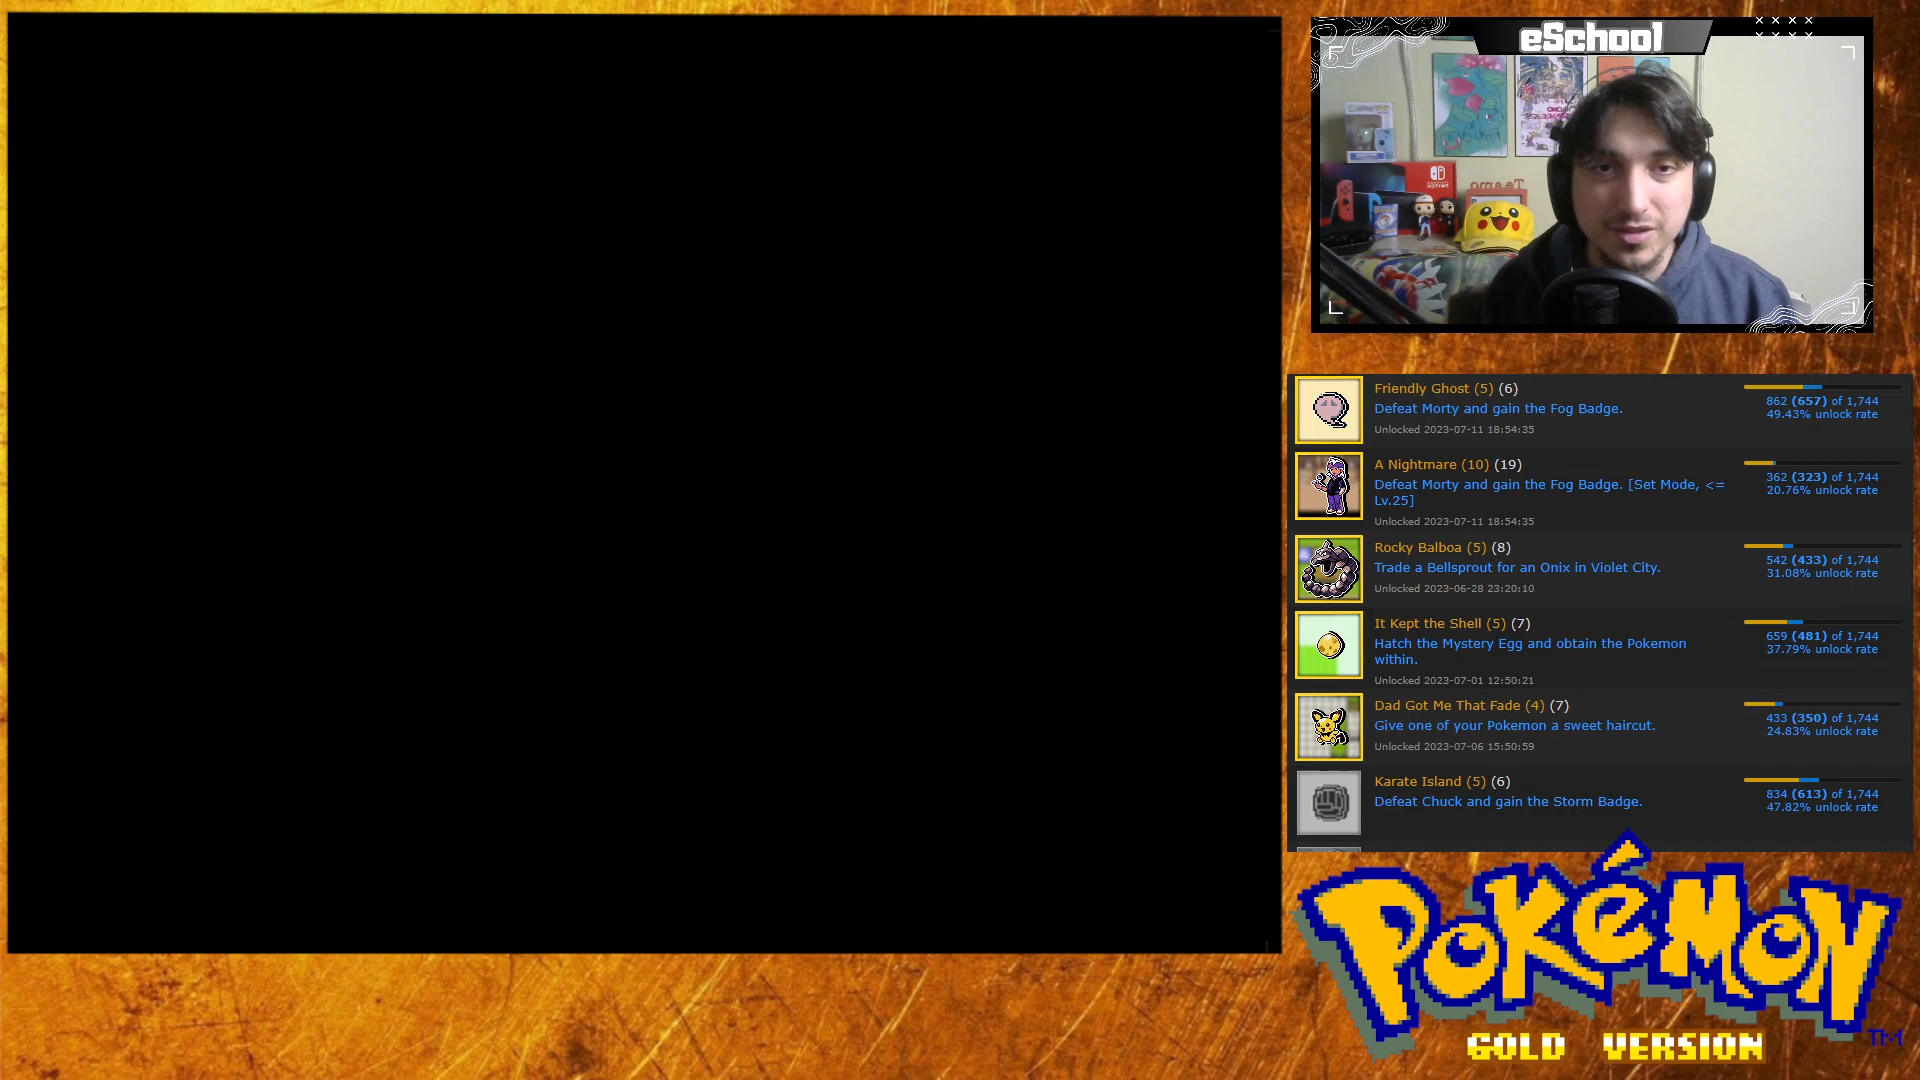 eSchool
Friendly Ghost (5) (6)
Defeat Morty and gain the Fog Badge.
Unlocked 2023-07-11 18:54:35
862 (657) of 1,744
49.43% unlock rate
A Nightmare (10) (19)
Defeat Morty and gain the Fog Badge. [Set Mode, <=
Lv.25]
Unlocked 2023-07-11 18:54:35
362 (323) of 1,744
20.76% unlock rate
Rocky Balboa (5) (8)
Trade a Bellsprout for an Onix in Violet City.
Unlocked 2023-06-28 23:20:10
542 (433) of 1,744
31.08% unlock rate
It Kept the Shell (5) (7)
Hatch the Mystery Egg and obtain the Pokemon
within.
Unlocked 2023-07-01 12:50:21
659 (481) of 1,744
37.79% unlock rate
Dad Got Me That Fade (4) (7)
Give one of your Pokemon a sweet haircut.
Unlocked 2023-07-06 15:50:59
433 (350) of 1,744
24.83% unlock rate
Karate Island (5) (6)
Defeat Chuck and gain the Storm Badge.
834 (613) of 1,744
47.82% unlock rate
POKéMON
TM
GOLD VERSION